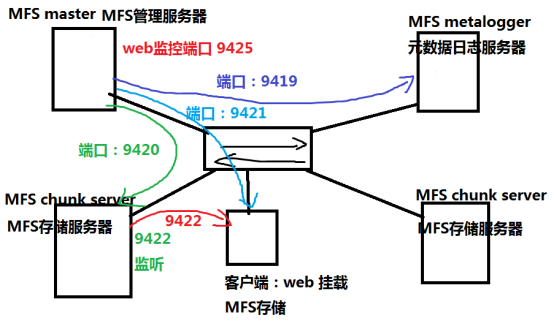 MFS master MFS管理服务器
MFS metalogger
元数据日志服务器
web监控端口 9425
端口：9419
端口：9421
端口：9420
MFS chunk server
MFS存储服务器
9422
9422
监听
客户端：web 挂载
MFS存储
MFS chunk server
MFS存储服务器